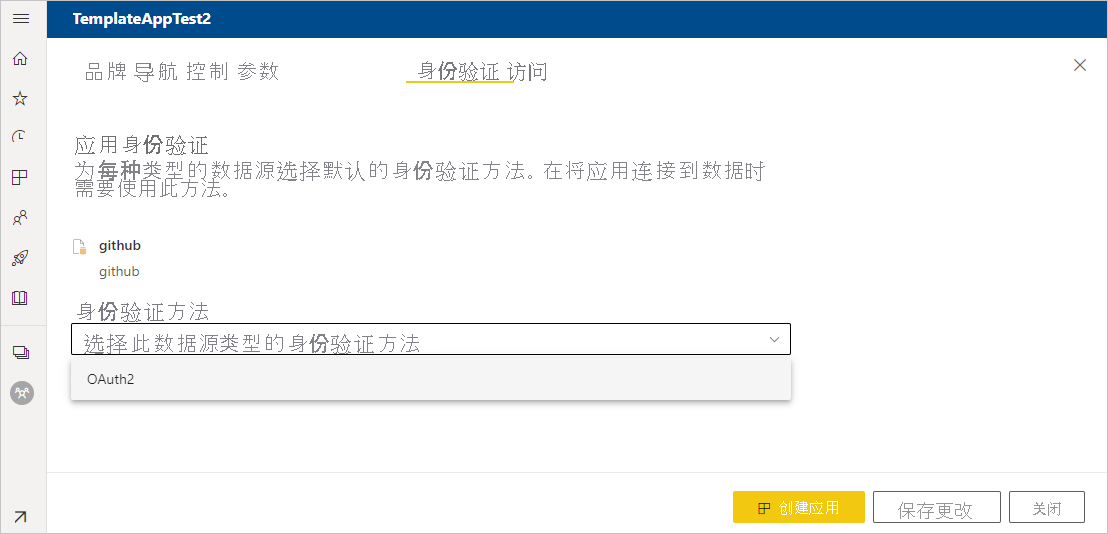 TemplateAppTest2
品牌 导航 控制 参数 身份验证 访问
应用身份验证
为每种类型的数据源选择默认的身份验证方法。在将应用连接到数据时
需要使用此方法。
github
github
身份验证方法
选择此数据源类型的身份验证方法
OAuth2
创建应用 保存更改 关闭